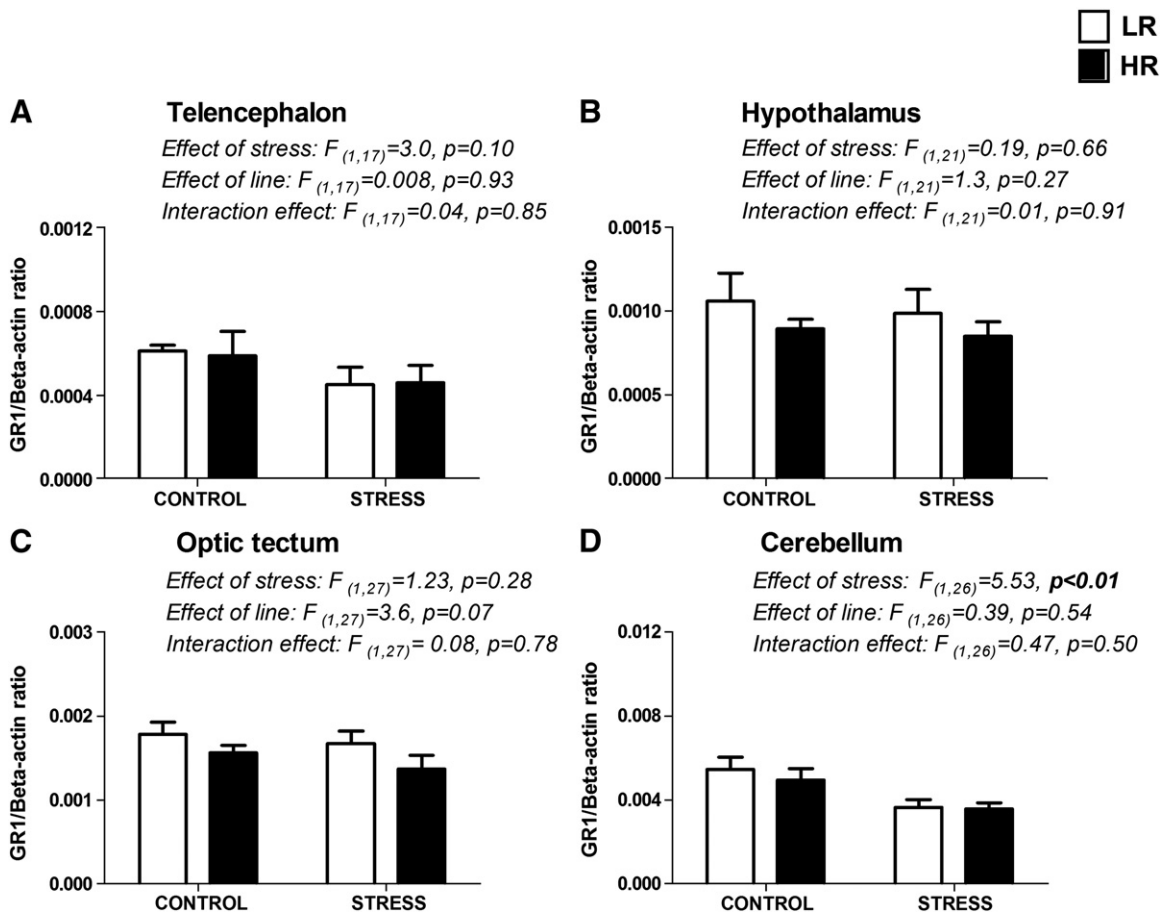 LR
HR
A Telencephalon
Effect of stress: F (1,17)=3.0, p=0.10
Effect of line: F (1,17)=0.008, p=0.93
Interaction effect: F (1,17)=0.04, p=0.85
GR1/Beta-actin ratio
0.0012
0.0008
0.0004
0.0000
CONTROL STRESS
B Hypothalamus
Effect of stress: F (1,21)=0.19, p=0.66
Effect of line: F (1,21)=1.3, p=0.27
Interaction effect: F (1,21)=0.01, p=0.91
GR1/Beta-actin ratio
0.0015
0.0010
0.0005
0.0000
CONTROL STRESS
C Optic tectum
Effect of stress: F (1,27)=1.23, p=0.28
Effect of line: F (1,27)=3.6, p=0.07
Interaction effect: F (1,27)= 0.08, p=0.78
GR1/Beta-actin ratio
0.003
0.002
0.001
0.000
CONTROL STRESS
D Cerebellum
Effect of stress: F(1,26)=5.53, p<0.01
Effect of line: F (1,26)=0.39, p=0.54
Interaction effect: F (1,26)=0.47, p=0.50
GR1/Beta-actin ratio
0.012
0.008
0.004
0.000
CONTROL STRESS